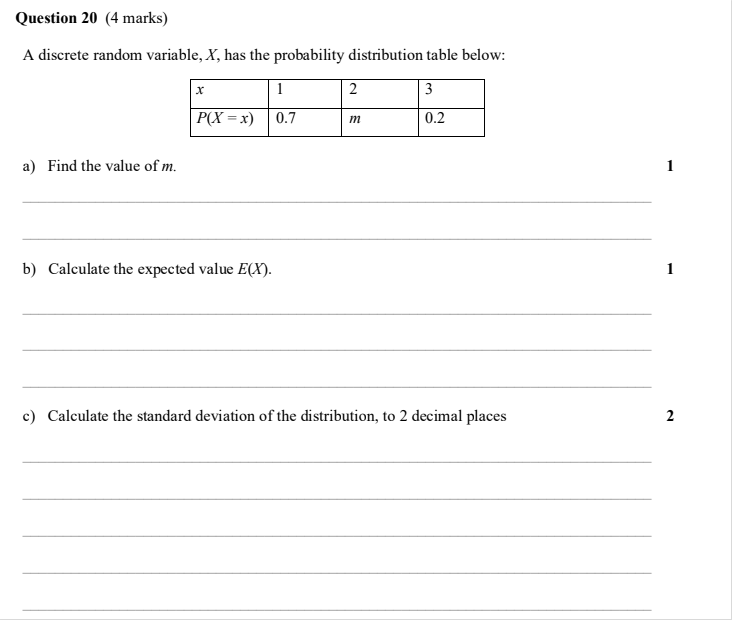 Question 20 (4 marks)
A discrete random variable, X, has the probability distribution table below:
x 1 2 3
P(X = x) 0.7 m 0.2
a) Find the value of m. 1
b) Calculate the expected value E(X). 1
c) Calculate the standard deviation of the distribution, to 2 decimal places 2